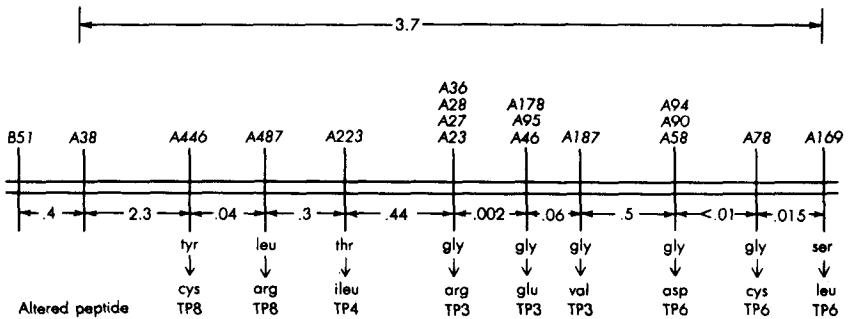 3.7
A36
A28 A178 A94
A27 A95 A90
B51 A38 A446 A487 A223 A23 A46 A187 A58 A78 A169
.4 2.3 .04 .3 .44 .002 .06 .5 <.01 .015
tyr leu thr gly gly gly gly gly ser
cys arg ileu arg glu val asp cys leu
Altered peptide TP8 TP8 TP4 TP3 TP3 TP3 TP6 TP6 TP6